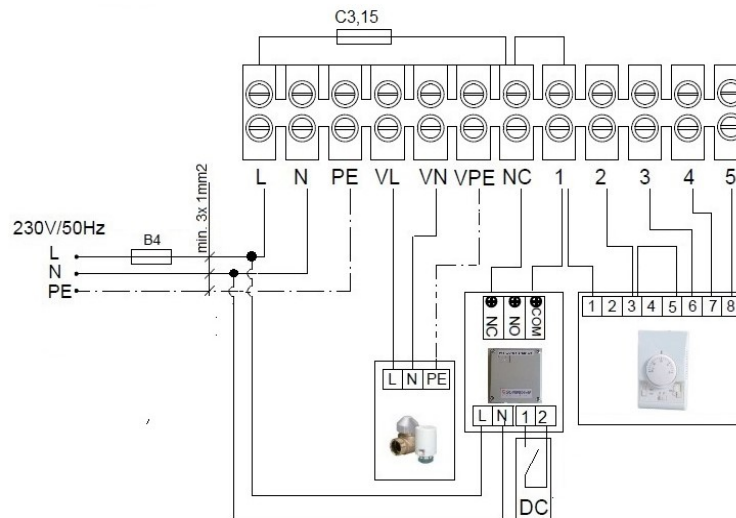 C3,15
L N PE VL VN VPE NC 1 2 3 4 5
min. 3x 1mm2
230V/50Hz
L
B4
N
PE
NC NO COM
1 2 3 4 5 6 7 8
L N PE
L N 1 2
DC